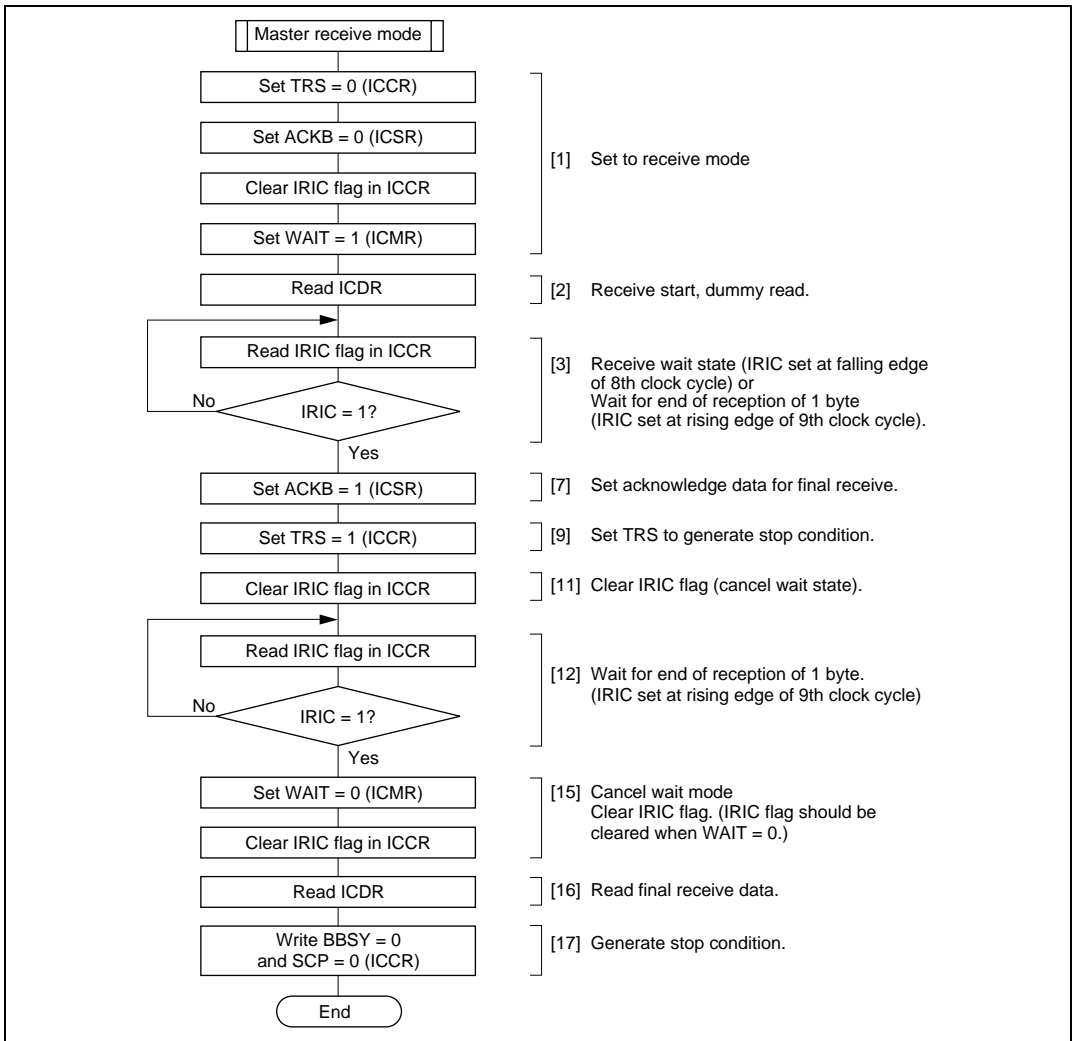 Master receive mode
Set TRS = 0 (ICCR)
Set ACKB = 0 (ICSR)
[1] Set to receive mode
Clear IRIC flag in ICCR
Set WAIT = 1 (ICMR)
Read ICDR
[2] Receive start, dummy read.
Read IRIC flag in ICCR
[3] Receive wait state (IRIC set at falling edge
of 8th clock cycle) or
Wait for end of reception of 1 byte
(IRIC set at rising edge of 9th clock cycle).
No
IRIC = 1?
Yes
Set ACKB = 1 (ICSR)
[7] Set acknowledge data for final receive.
Set TRS = 1 (ICCR)
[9] Set TRS to generate stop condition.
Clear IRIC flag in ICCR
[11] Clear IRIC flag (cancel wait state).
Read IRIC flag in ICCR
[12] Wait for end of reception of 1 byte.
(IRIC set at rising edge of 9th clock cycle)
No
IRIC = 1?
Yes
Set WAIT = 0 (ICMR)
[15] Cancel wait mode
Clear IRIC flag. (IRIC flag should be
cleared when WAIT = 0.)
Clear IRIC flag in ICCR
Read ICDR
[16] Read final receive data.
Write BBSY = 0
and SCP = 0 (ICCR)
[17] Generate stop condition.
End